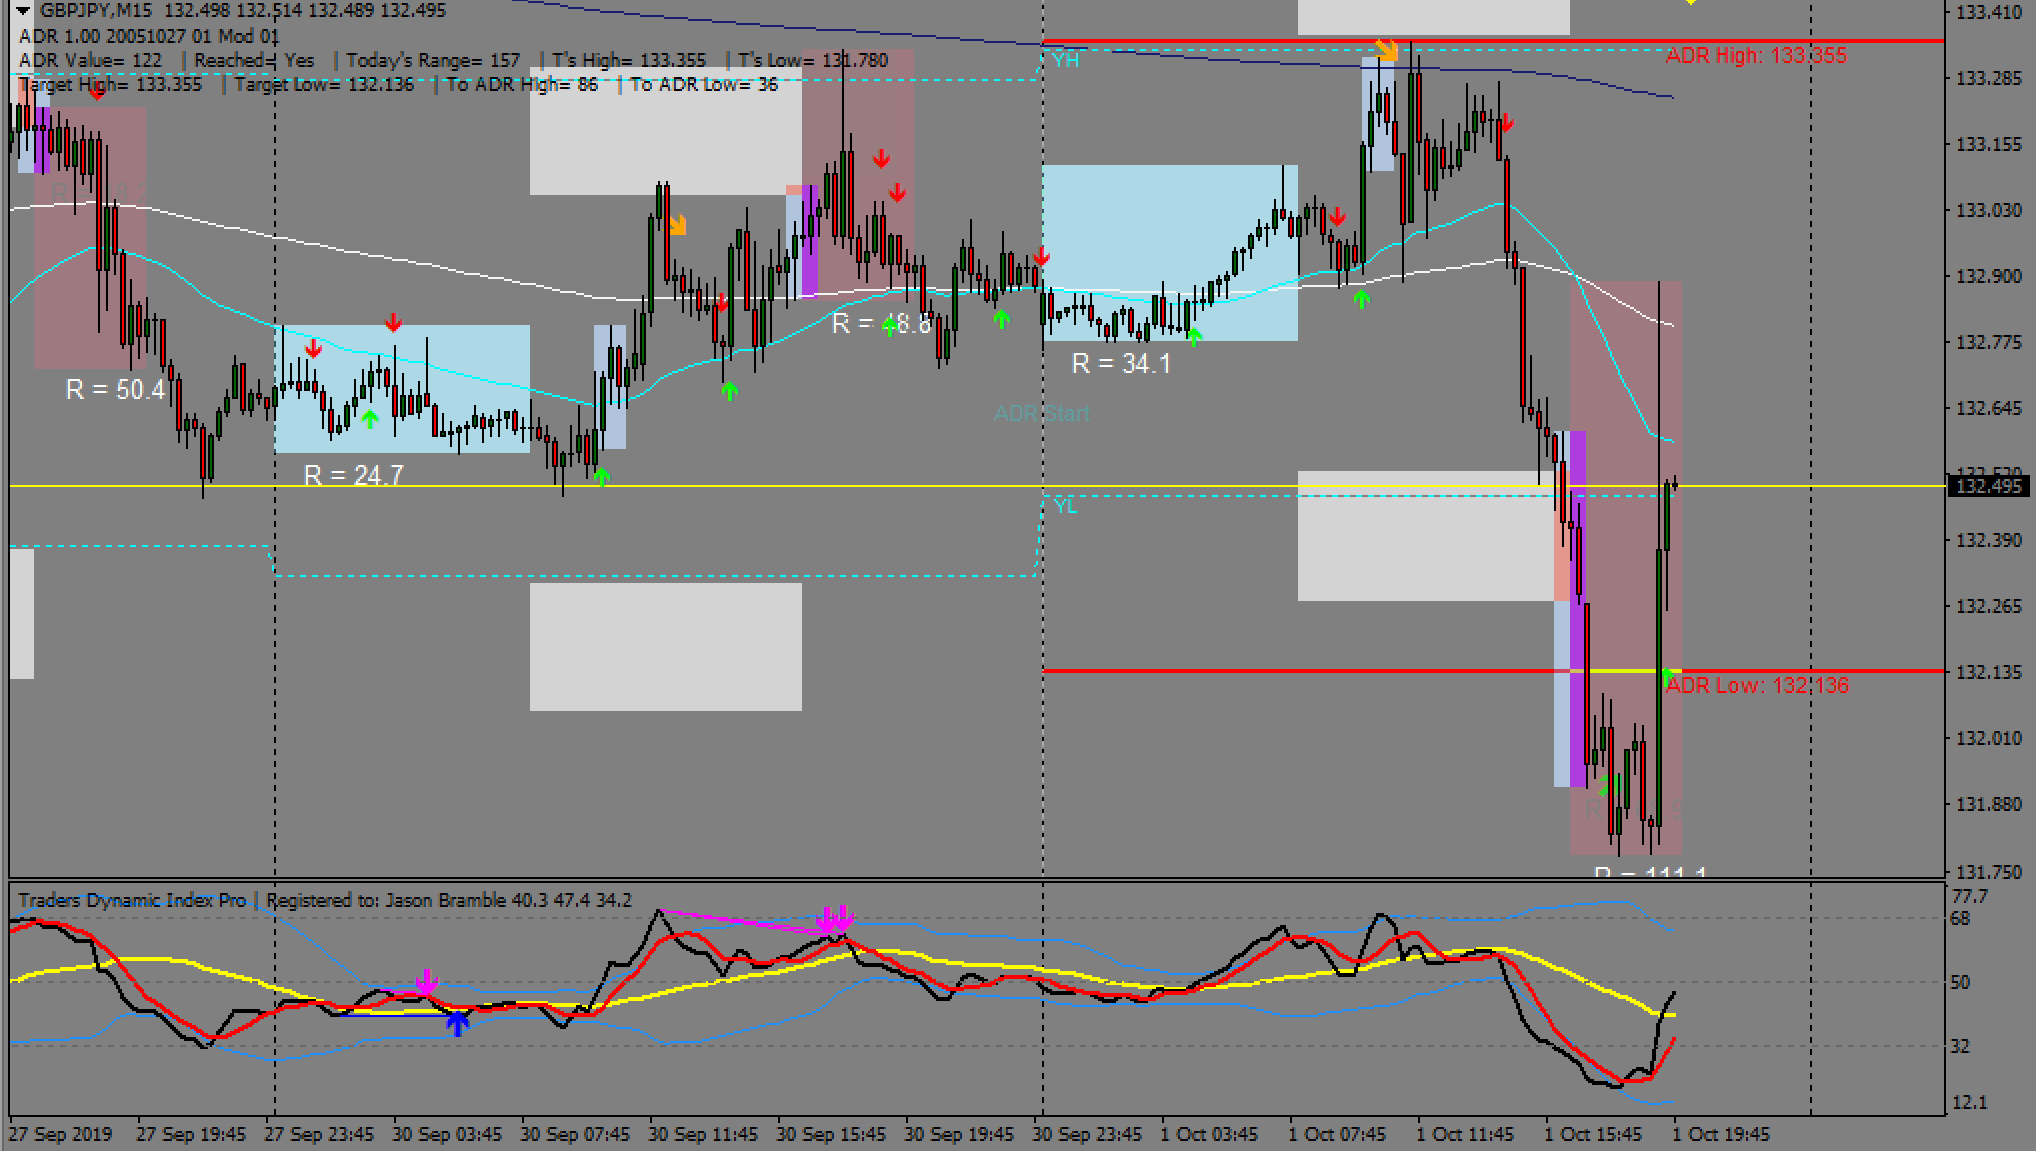 GBPJPY,M15 132.498 132.514 132.489 132.495
ADR 1.00 20051027 01 Mod 01
ADR Value= 122 | Reached= Yes | Today's Range= 157 | T's High= 133.355 | T's Low= 131.780
Target High= 133.355 | Target Low= 132.136 | To ADR High= 86 | To ADR Low= 36
YH
ADR High: 133.355
R = 50.4
R = 24.7
R = 48.8
R = 34.1
ADR Start
YL
ADR Low: 132.136
R = 111.1
133.410
133.285
133.155
133.030
132.900
132.775
132.645
132.520
132.495
132.390
132.265
132.135
132.010
131.880
131.750
Traders Dynamic Index Pro | Registered to: Jason Bramble 40.3 47.4 34.2
77.7
68
50
32
12.1
27 Sep 2019 27 Sep 19:45 27 Sep 23:45 30 Sep 03:45 30 Sep 07:45 30 Sep 11:45 30 Sep 15:45 30 Sep 19:45 30 Sep 23:45 1 Oct 03:45 1 Oct 07:45 1 Oct 11:45 1 Oct 15:45 1 Oct 19:45